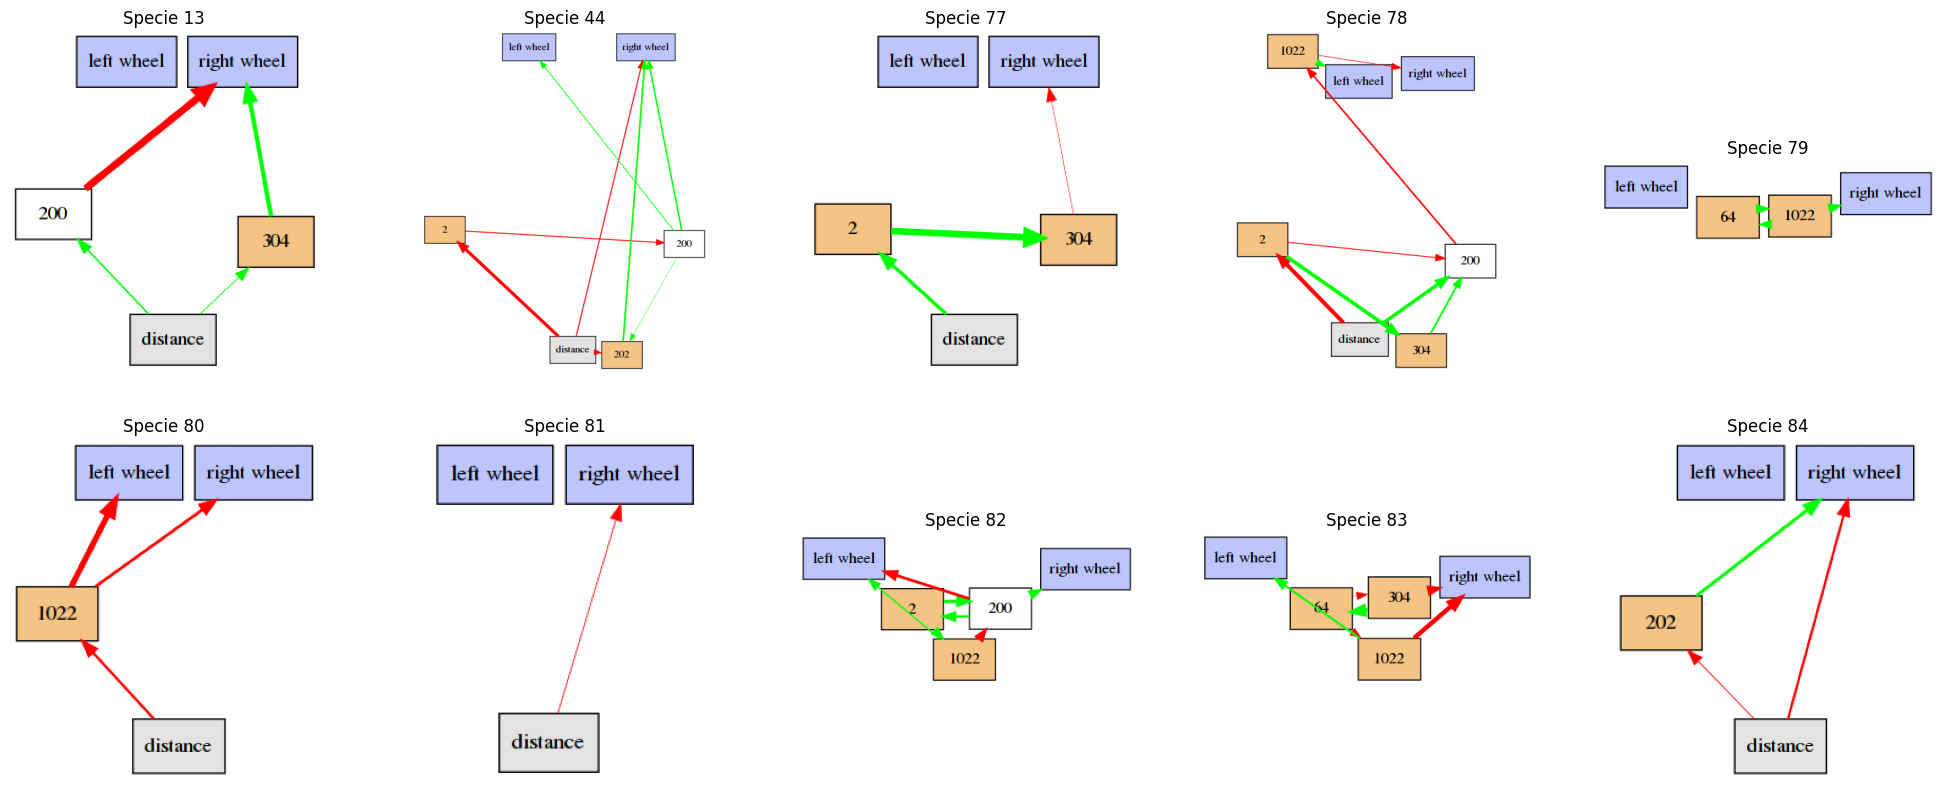 Specie 13
left wheel
right wheel
200
304
distance
Specie 44
left wheel
right wheel
2
200
distance
202
Specie 77
left wheel
right wheel
2
304
distance
Specie 78
1022
left wheel
right wheel
2
200
distance
304
Specie 79
left wheel
64
1022
right wheel
Specie 80
left wheel
right wheel
1022
distance
Specie 81
left wheel
right wheel
distance
Specie 82
left wheel
right wheel
2
200
1022
Specie 83
left wheel
right wheel
64
304
1022
Specie 84
left wheel
right wheel
202
distance